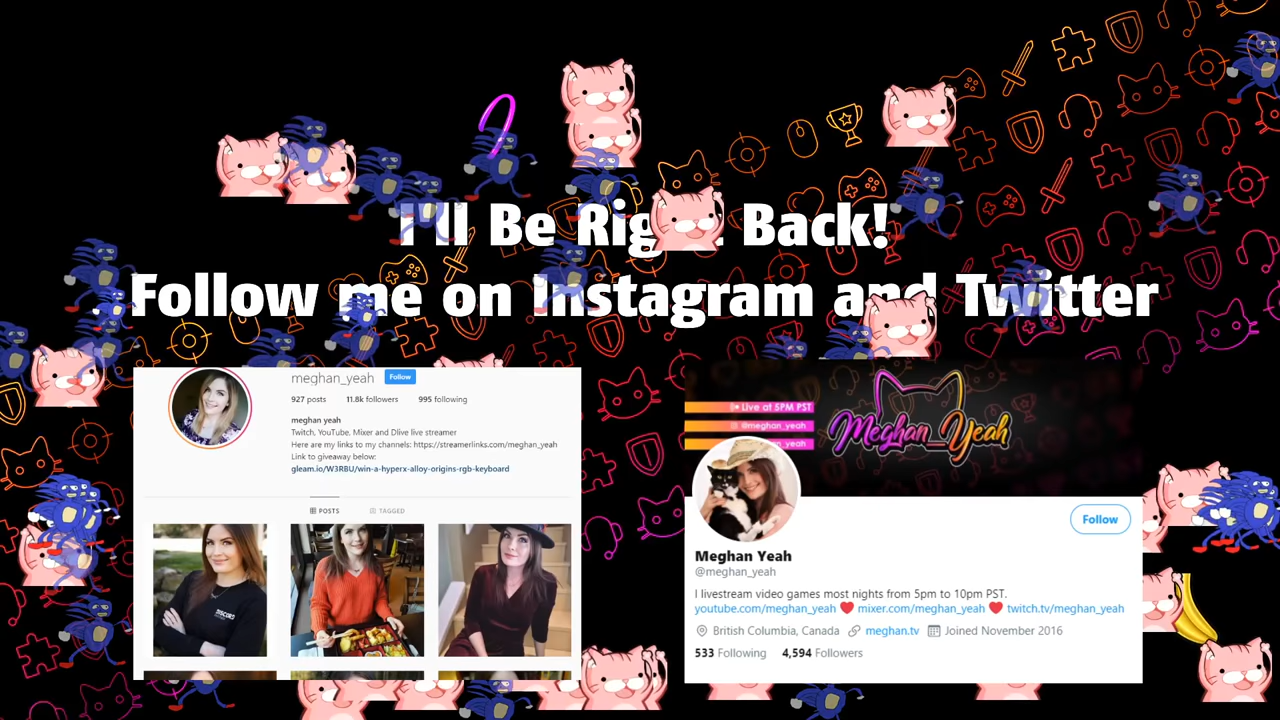 I'll Be Right Back!
Follow me on Instagram and Twitter
meghan_yeah Follow
927 posts 11.8k followers 995 following
meghan yeah
Twitch, YouTube, Mixer and Dlive live streamer
Here are my links to my channels: https://streamerlinks.com/meghan_yeah
Link to giveaway below:
gleam.io/W3RBU/win-a-hyperx-alloy-origins-rgb-keyboard
POSTS TAGGED
DISCORD
Live at 5PM PST
@meghan_yeah
yeah
Meghan_Yeah
Follow
Meghan Yeah
@meghan_yeah
I livestream video games most nights from 5pm to 10pm PST.
youtube.com/meghan_yeah ❤ mixer.com/meghan_yeah ❤ twitch.tv/meghan_yeah
British Columbia, Canada meghan.tv Joined November 2016
533 Following 4,594 Followers